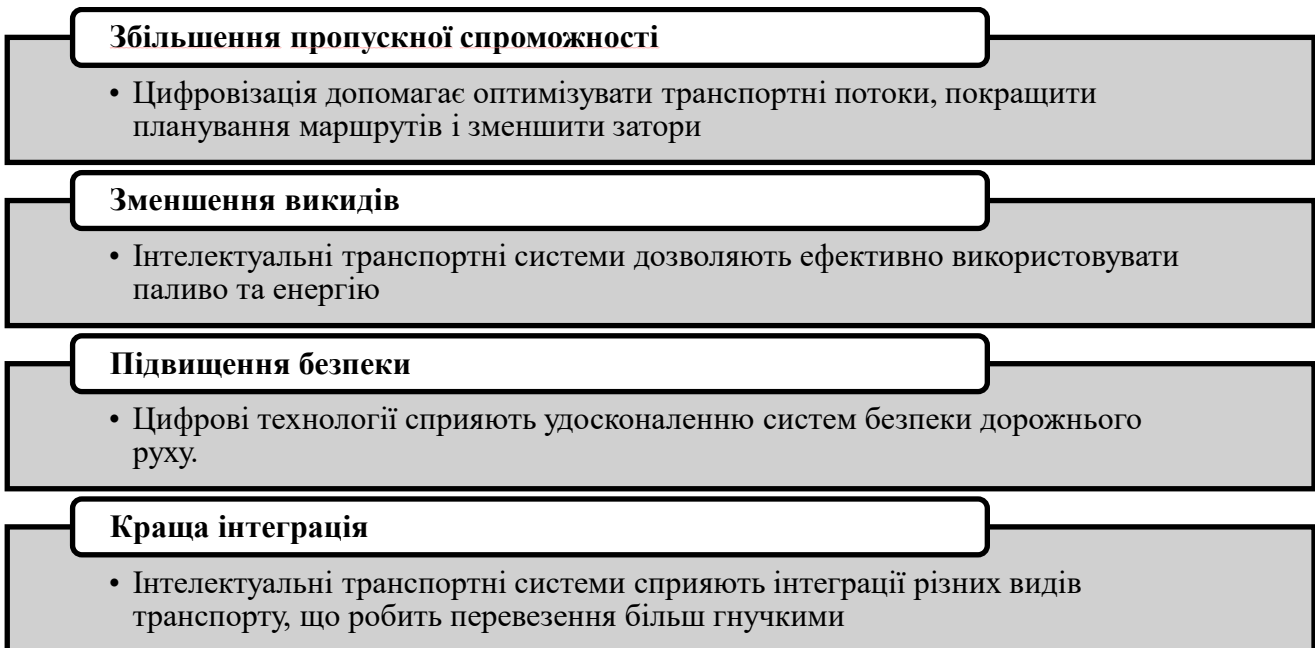 Збільшення пропускної спроможності
• Цифровізація допомагає оптимізувати транспортні потоки, покращити
планування маршрутів і зменшити затори
Зменшення викидів
• Інтелектуальні транспортні системи дозволяють ефективно використовувати
паливо та енергію
Підвищення безпеки
• Цифрові технології сприяють удосконаленню систем безпеки дорожнього
руху.
Краща інтеграція
• Інтелектуальні транспортні системи сприяють інтеграції різних видів
транспорту, що робить перевезення більш гнучкими